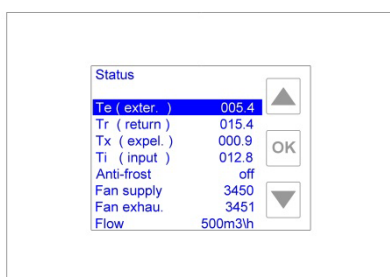 Status
Te ( exter. ) 005.4
Tr ( return ) 015.4
Tx ( expel. ) 000.9
Ti ( input ) 012.8
Anti-frost off
Fan supply 3450
Fan exhau. 3451
Flow 500m3\h
OK